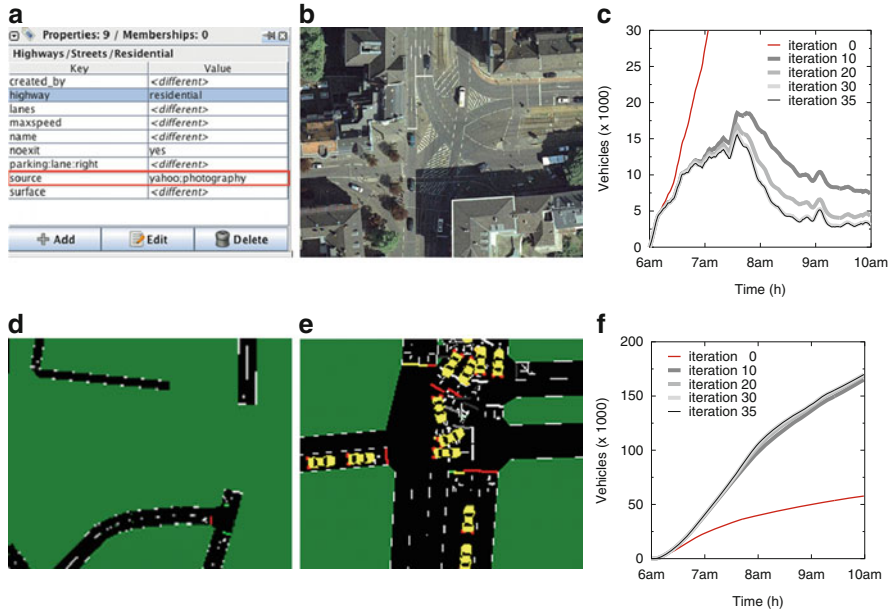 a
Properties: 9 / Memberships: 0
Highways/Streets/Residential
Key Value
created_by <different>
highway residential
lanes <different>
maxspeed <different>
name <different>
noexit yes
parking:lane:right <different>
source yahoo;photography
surface <different>
Add Edit Delete
b
c
Vehicles (x 1000)
30
25
20
15
10
5
0
iteration 0
iteration 10
iteration 20
iteration 30
iteration 35
6am 7am 8am 9am 10am
Time (h)
d
e
f
Vehicles (x 1000)
200
150
100
50
0
iteration 0
iteration 10
iteration 20
iteration 30
iteration 35
6am 7am 8am 9am 10am
Time (h)